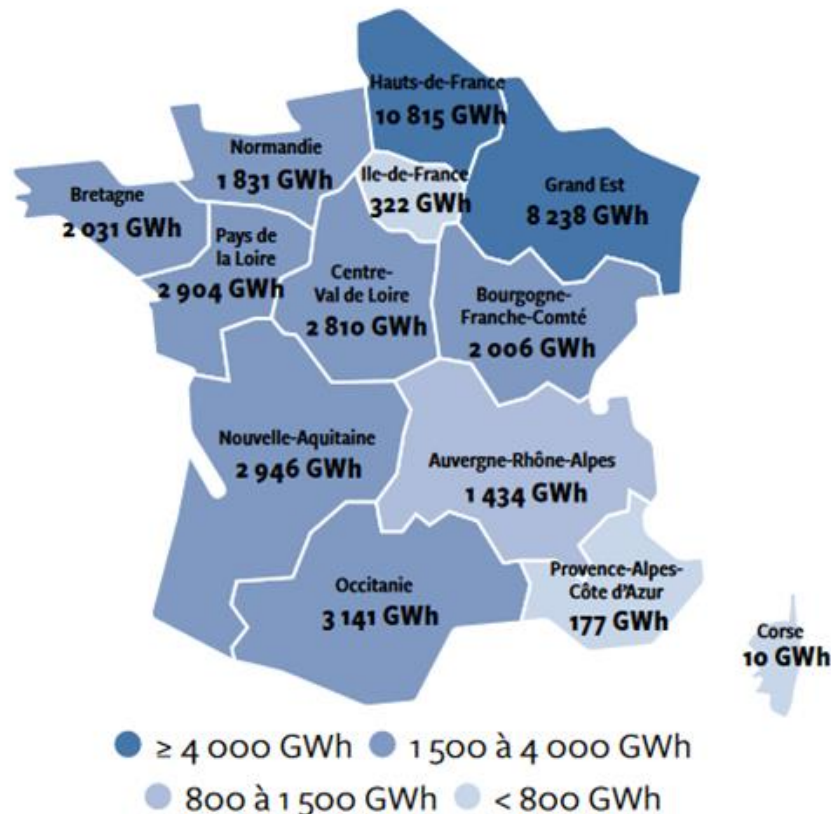 Hauts-de-France
10 815 GWh
Normandie
1 831 GWh
Ile-de-France
322 GWh
Grand Est
8 238 GWh
Bretagne
2 031 GWh
Pays de
la Loire
2 904 GWh
Centre-
Val de Loire
2 810 GWh
Bourgogne-
Franche-Comté
2 006 GWh
Nouvelle-Aquitaine
2 946 GWh
Auvergne-Rhône-Alpes
1 434 GWh
Occitanie
3 141 GWh
Provence-Alpes-
Côte d'Azur
177 GWh
Corse
10 GWh
≥ 4 000 GWh
1 500 à 4 000 GWh
800 à 1 500 GWh
< 800 GWh